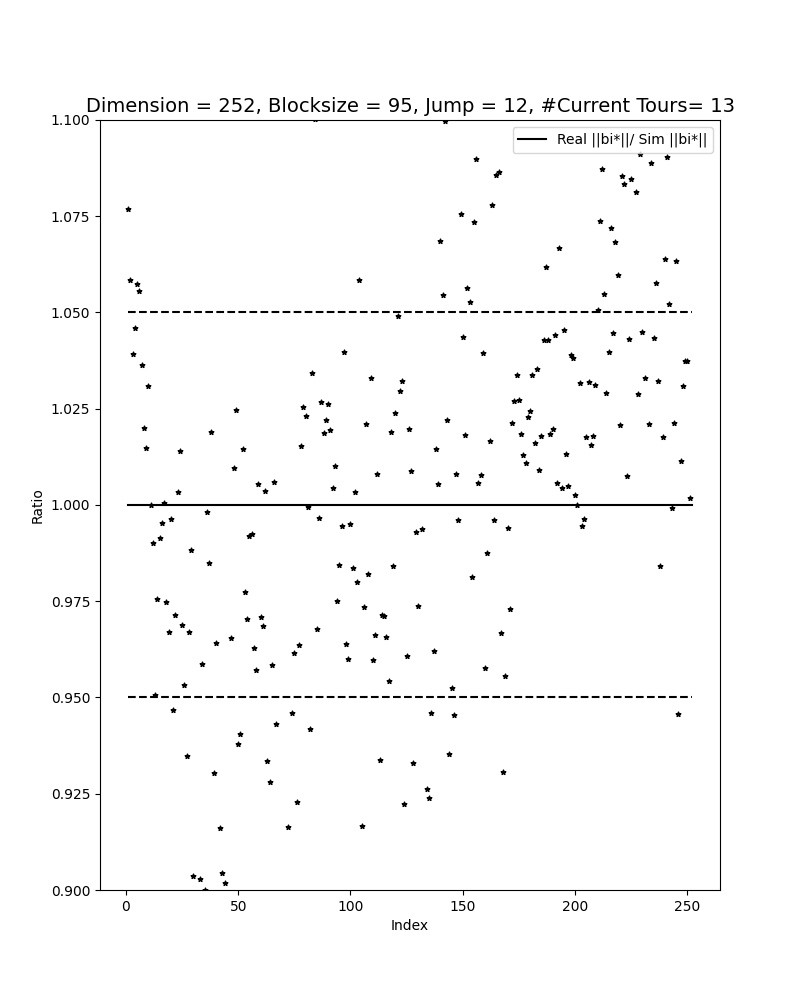 Dimension = 252, Blocksize = 95, Jump = 12, #Current Tours= 13
Real ||bi*||/ Sim ||bi*||
1.100
1.075
1.050
1.025
1.000
0.975
0.950
0.925
0.900
Ratio
0 50 100 150 200 250
Index